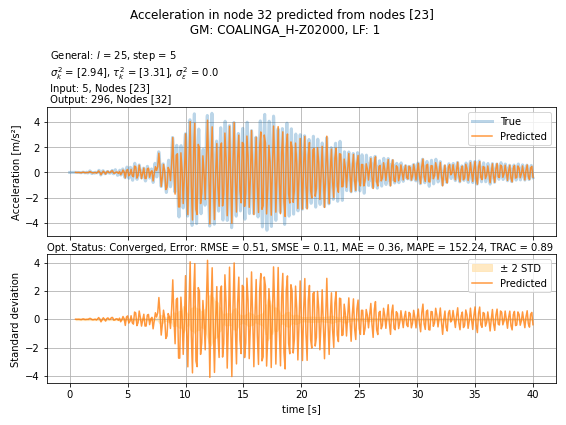 Acceleration in node 32 predicted from nodes [23]
GM: COALINGA_H-Z02000, LF: 1
General: l = 25, step = 5
σ²ₖ = [2.94], τ²ₖ = [3.31], σ²ε = 0.0
Input: 5, Nodes [23]
Output: 296, Nodes [32]
Acceleration [m/s²]
4
2
0
−2
−4
True
Predicted
Opt. Status: Converged, Error: RMSE = 0.51, SMSE = 0.11, MAE = 0.36, MAPE = 152.24, TRAC = 0.89
Standard deviation
4
2
0
−2
−4
± 2 STD
Predicted
0 5 10 15 20 25 30 35 40
time [s]